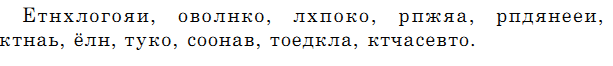 Етнхлогояи, оволнко, лхпоко, рпжяа, рпдянееи,
ктнаь, ёлн, туко, соонав, тоедкла, ктчасевто.